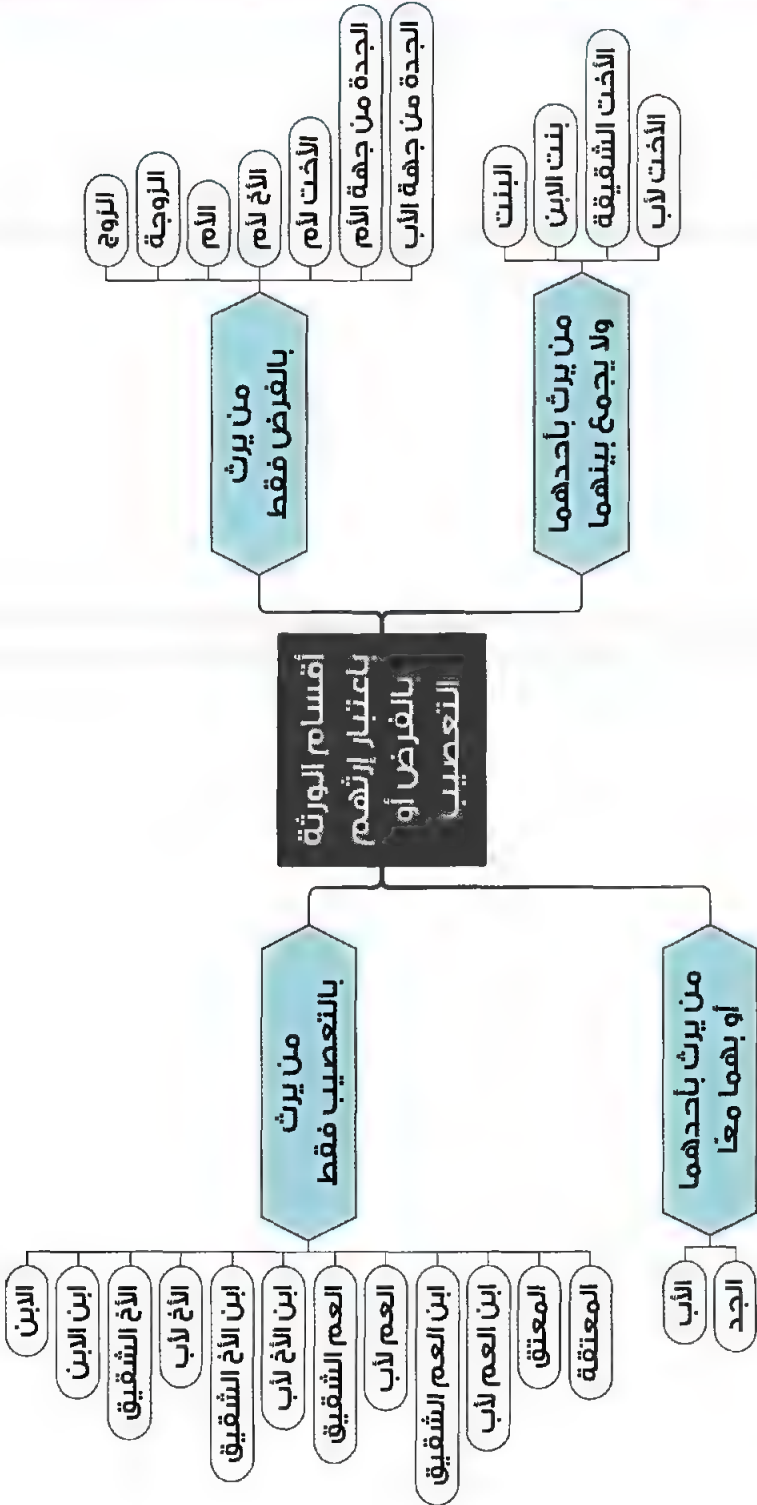 أقسام الورثة
باعتبار إرثهم
بالفرض أو
التعصيب
من يرث
بالفرض فقط
الزوج
الزوجة
الأم
الأخ لأم
الأخت لأم
الجدة من جهة الأم
الجدة من جهة الأب
من يرث
بالتعصيب فقط
الابن
ابن الابن
الأخ الشقيق
الأخ لأب
ابن الأخ الشقيق
ابن الأخ لأب
العم الشقيق
العم لأب
ابن العم الشقيق
ابن العم لأب
المعتق
المعتقة
من يرث بأحدهما
ولا يجمع بينهما
البنت
بنت الابن
الأخت الشقيقة
الأخت لأب
من يرث بأحدهما
أو بهما معًا
الأب
الجد